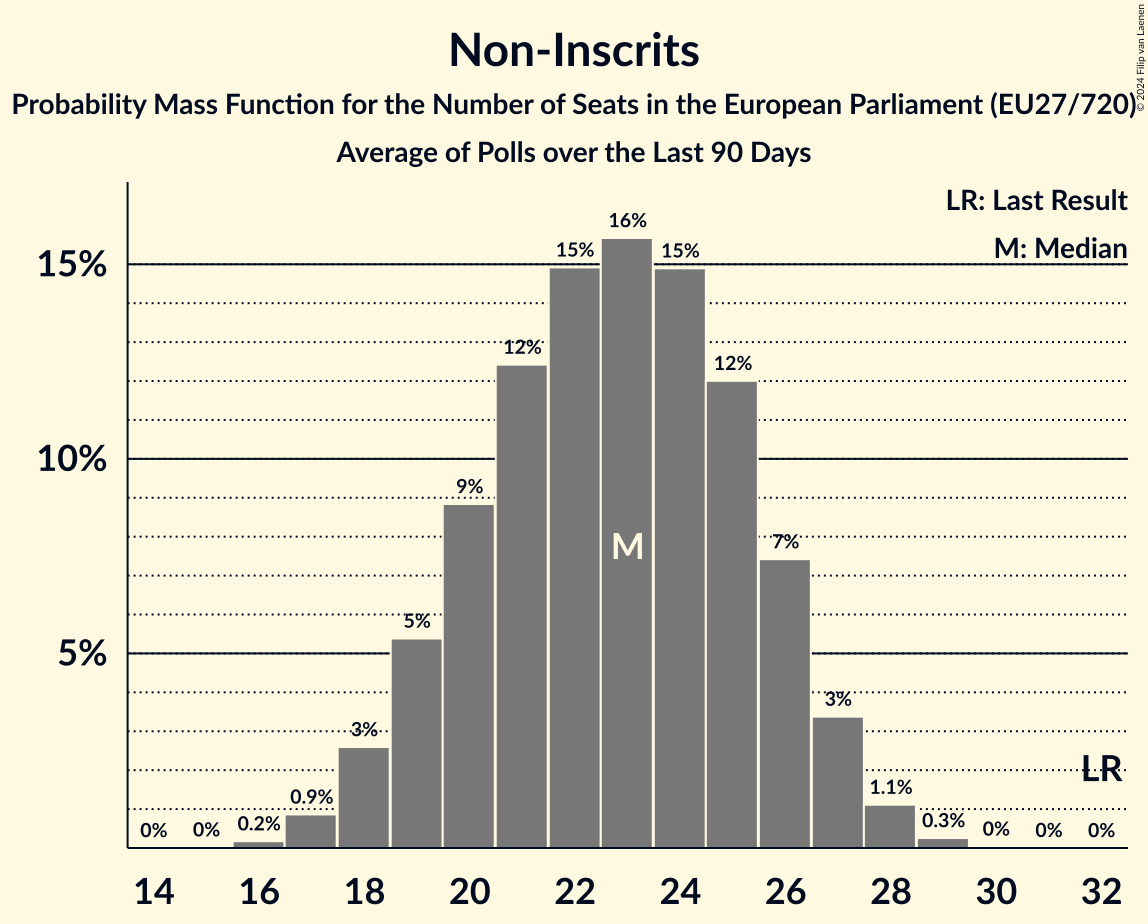 Non-Inscrits
Probability Mass Function for the Number of Seats in the European Parliament (EU27/720)
Average of Polls over the Last 90 Days
© 2024 Filip van Laenen
LR: Last Result
M: Median
15%
10%
5%
0%
0%
0.2%
0.9%
3%
5%
9%
12%
15%
16%
15%
12%
7%
3%
1.1%
0.3%
0%
0%
0%
M
LR
14 16 18 20 22 24 26 28 30 32